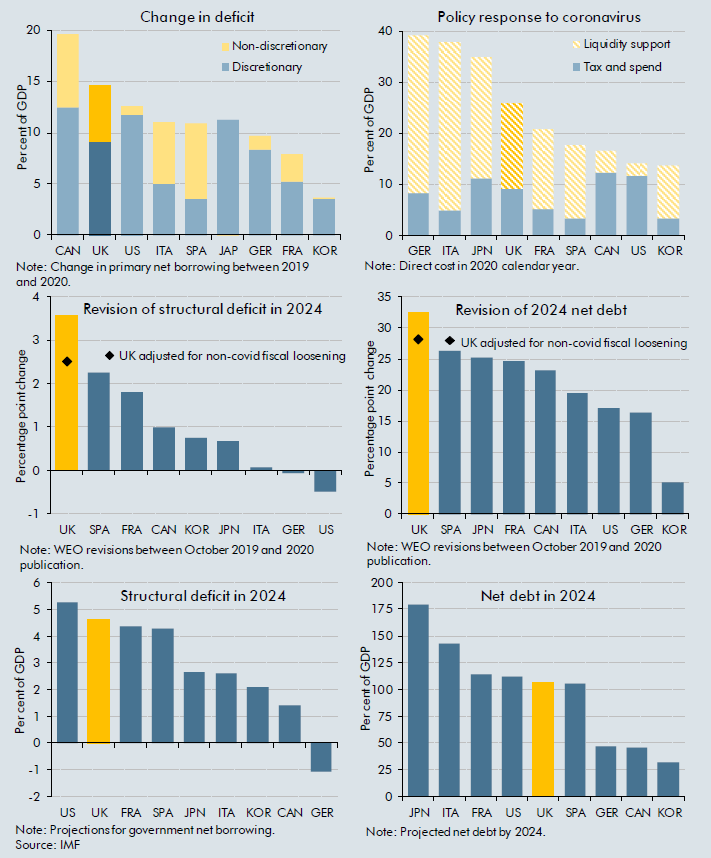 Change in deficit
20
15
10
5
0
Per cent of GDP
Non-discretionary
Discretionary
CAN UK US ITA SPA JAP GER FRA KOR
Note: Change in primary net borrowing between 2019
and 2020.
Policy response to coronavirus
40
30
20
10
0
Per cent of GDP
Liquidity support
Tax and spend
GER ITA JPN UK FRA SPA CAN US KOR
Note: Direct cost in 2020 calendar year.
Revision of structural deficit in 2024
4
3
2
1
0
-1
Percentage point change
UK adjusted for non-covid fiscal loosening
UK SPA FRA CAN KOR JPN ITA GER US
Note: WEO revisions between October 2019 and 2020
publication.
Revision of 2024 net debt
35
30
25
20
15
10
5
0
Percentage point change
UK adjusted for non-covid fiscal loosening
UK SPA JPN FRA CAN ITA US GER KOR
Note: WEO revisions between October 2019 and 2020
publication.
Structural deficit in 2024
6
5
4
3
2
1
0
-1
-2
Per cent of GDP
US UK FRA SPA JPN ITA KOR CAN GER
Note: Projections for government net borrowing.
Source: IMF
Net debt in 2024
200
175
150
125
100
75
50
25
0
Per cent of GDP
JPN ITA FRA US UK SPA GER CAN KOR
Note: Projected net debt by 2024.